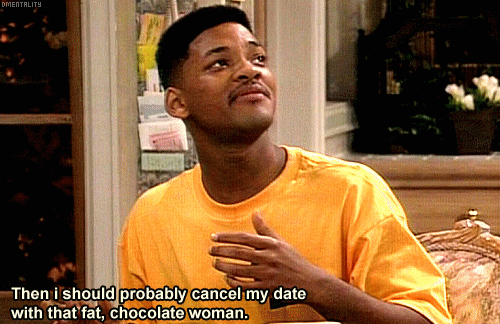 DMENTALITY
Then i should probably cancel my date
with that fat, chocolate woman.